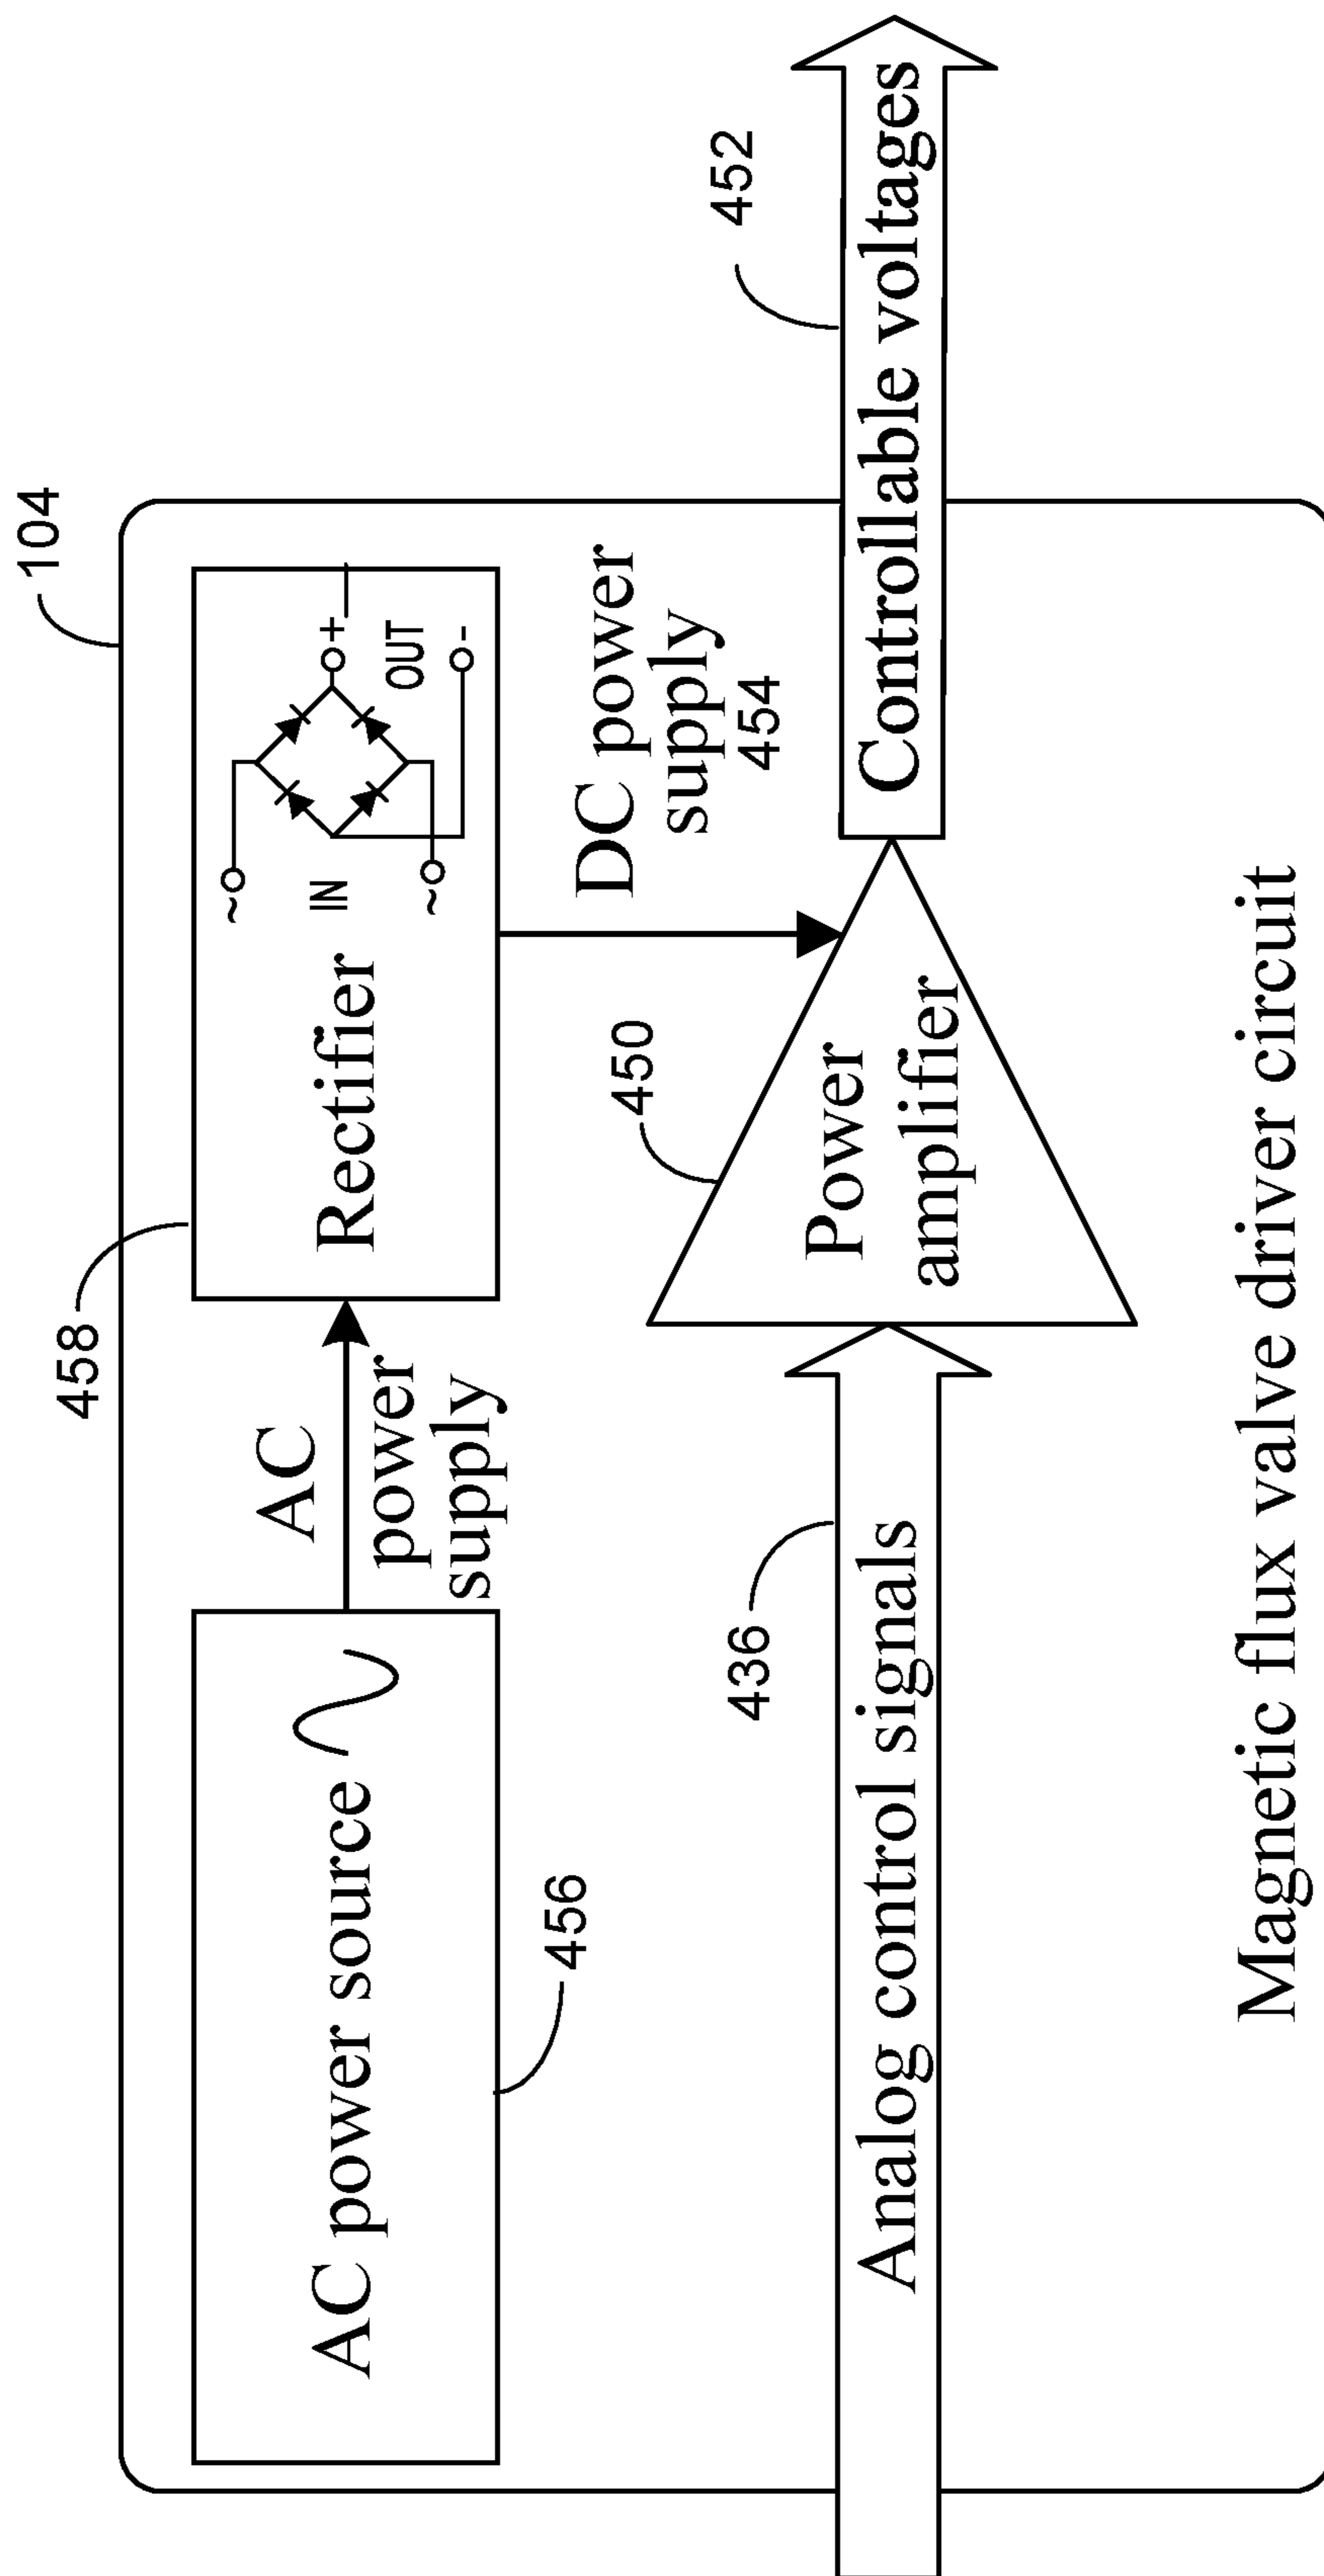 104
458
AC power source
AC
power
supply
Rectifier
~
IN
~
+
OUT
-
456
DC power
supply
454
450
436
452
Analog control signals
Power
amplifier
Controllable voltages
Magnetic flux valve driver circuit